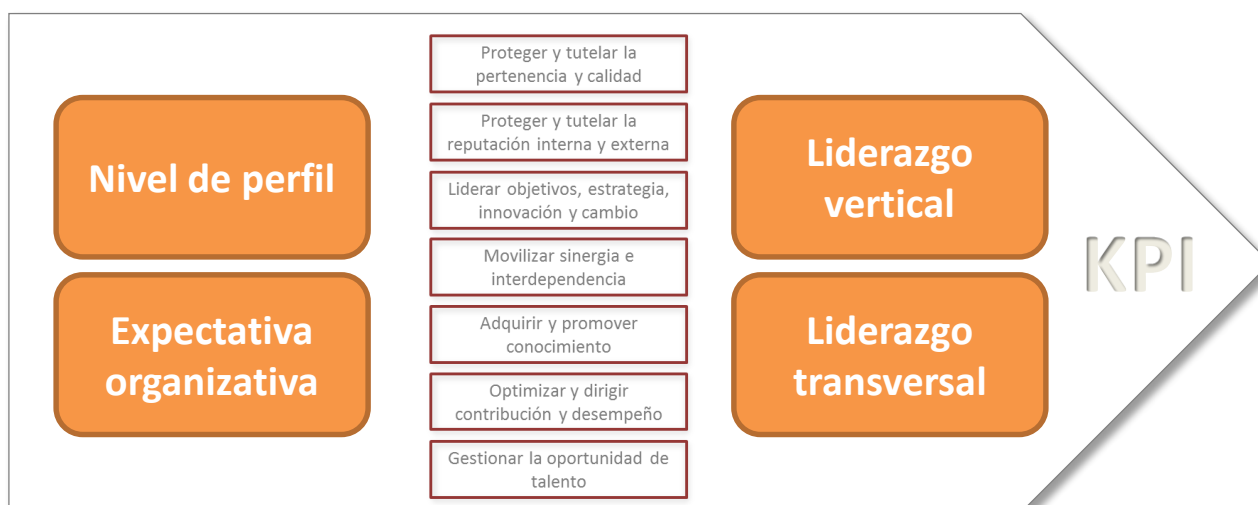 Nivel de perfil
Expectativa
organizativa
Proteger y tutelar la
pertenencia y calidad
Proteger y tutelar la
reputación interna y externa
Liderar objetivos, estrategia,
innovación y cambio
Movilizar sinergia e
interdependencia
Adquirir y promover
conocimiento
Optimizar y dirigir
contribución y desempeño
Gestionar la oportunidad de
talento
Liderazgo
vertical
Liderazgo
transversal
KPI